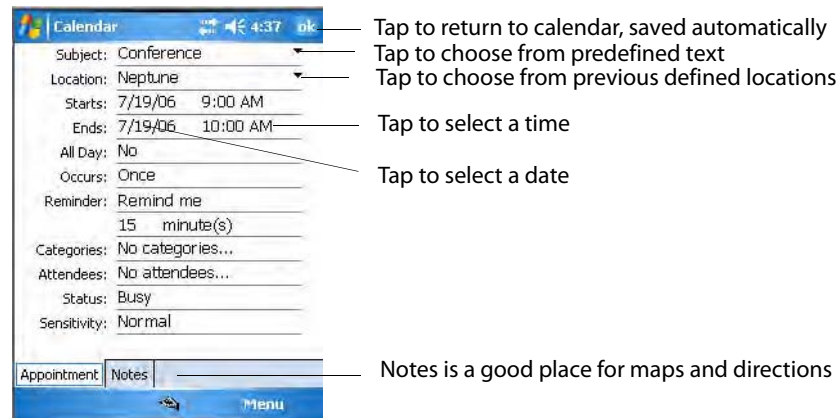 Calendar 4:37 ok
Tap to return to calendar, saved automatically
Subject: Conference
Tap to choose from predefined text
Location: Neptune
Tap to choose from previous defined locations
Starts: 7/19/06 9:00 AM
Ends: 7/19/06 10:00 AM
Tap to select a time
All Day: No
Occurs: Once
Tap to select a date
Reminder: Remind me
15 minute(s)
Categories: No categories...
Attendees: No attendees...
Status: Busy
Sensitivity: Normal
Appointment Notes
Notes is a good place for maps and directions
Menu